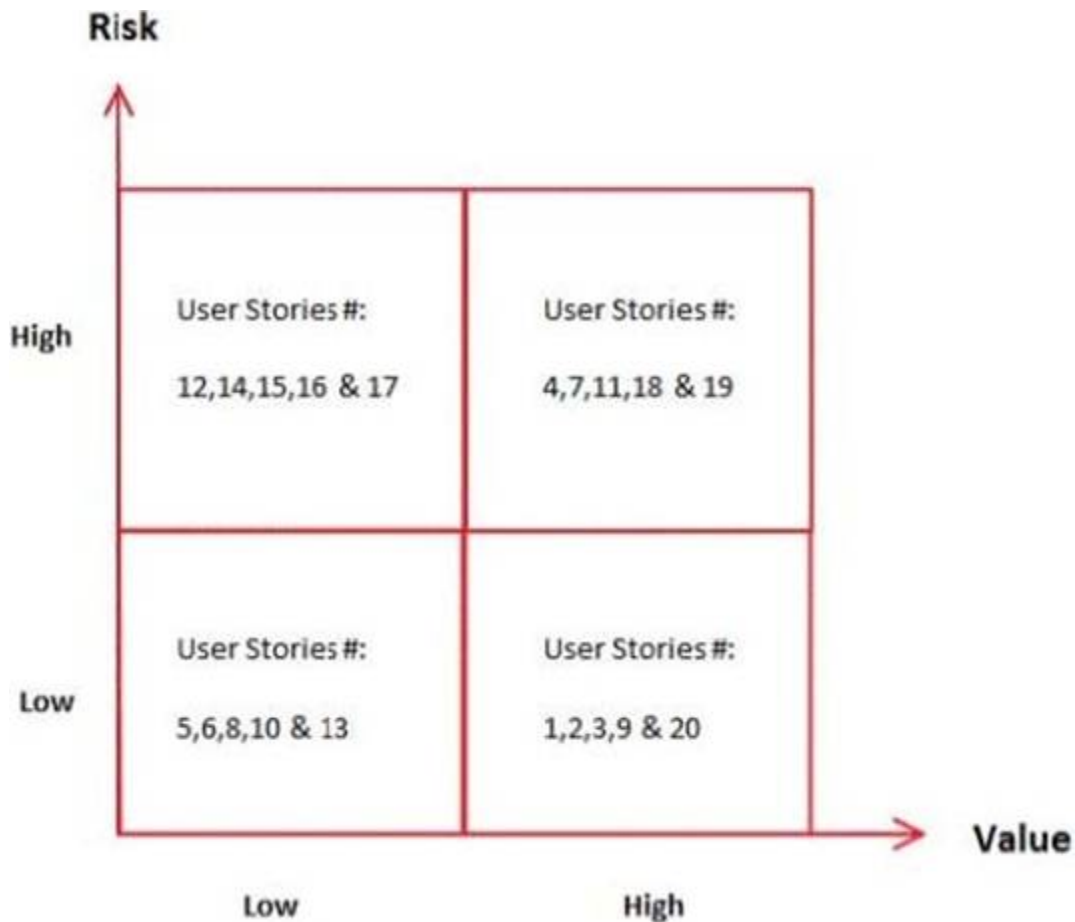 Risk
High
User Stories #:
12,14,15,16 & 17
User Stories #:
4,7,11,18 & 19
Low
User Stories #:
5,6,8,10 & 13
User Stories #:
1,2,3,9 & 20
Value
Low
High